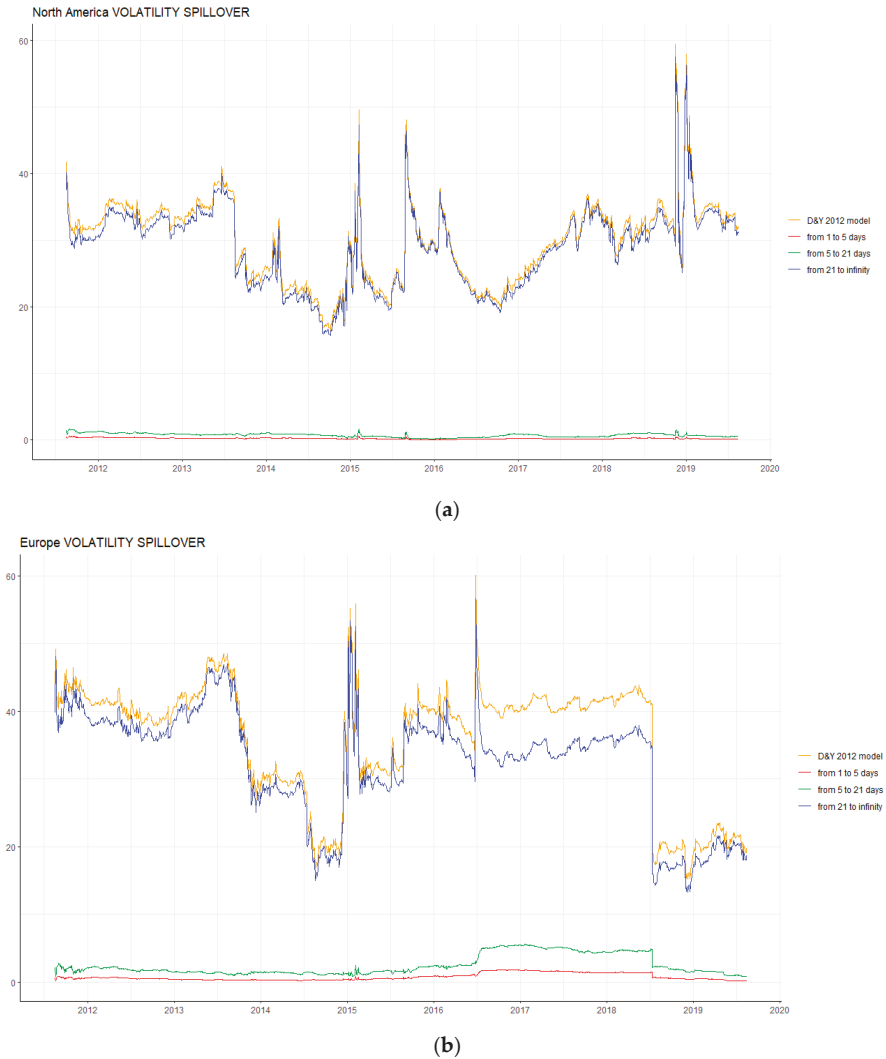 North America VOLATILITY SPILLOVER
60
40
20
0
2012 2013 2014 2015 2016 2017 2018 2019 2020
D&Y 2012 model
from 1 to 5 days
from 5 to 21 days
from 21 to infinity
(a)
Europe VOLATILITY SPILLOVER
60
40
20
0
2012 2013 2014 2015 2016 2017 2018 2019 2020
D&Y 2012 model
from 1 to 5 days
from 5 to 21 days
from 21 to infinity
(b)